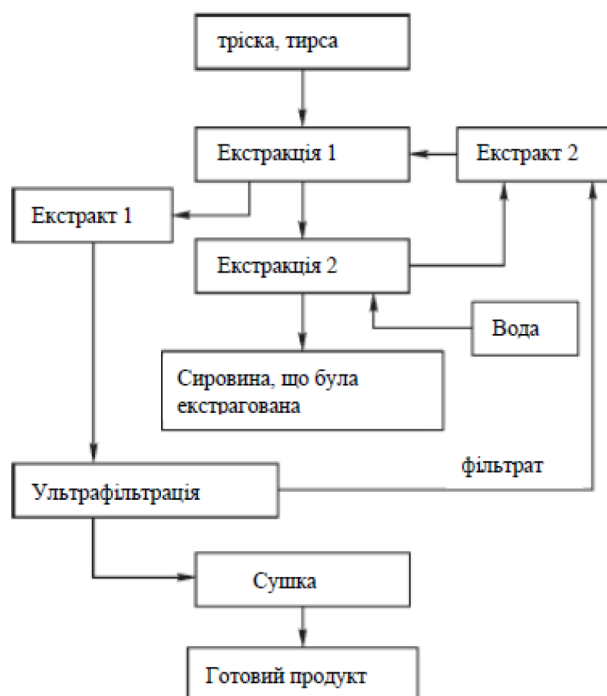 тріска, тирса
Екстракція 1
Екстракт 2
Екстракт 1
Екстракція 2
Вода
Сировина, що була
екстрагована
фільтрат
Ультрафільтрація
Сушка
Готовий продукт